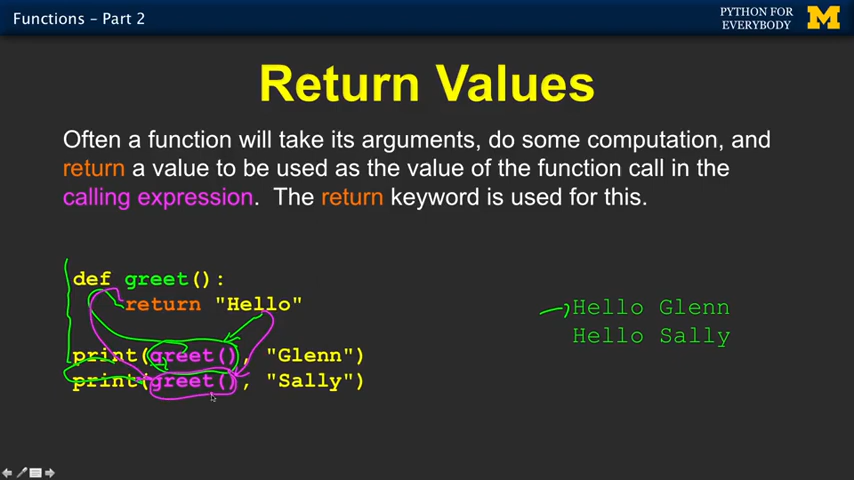 Functions – Part 2
PYTHON FOR
EVERYBODY
M
Return Values
Often a function will take its arguments, do some computation, and
return a value to be used as the value of the function call in the
calling expression.  The return keyword is used for this.
def greet():
    return "Hello"
print(greet(), "Glenn")
print(greet(), "Sally")
Hello Glenn
Hello Sally